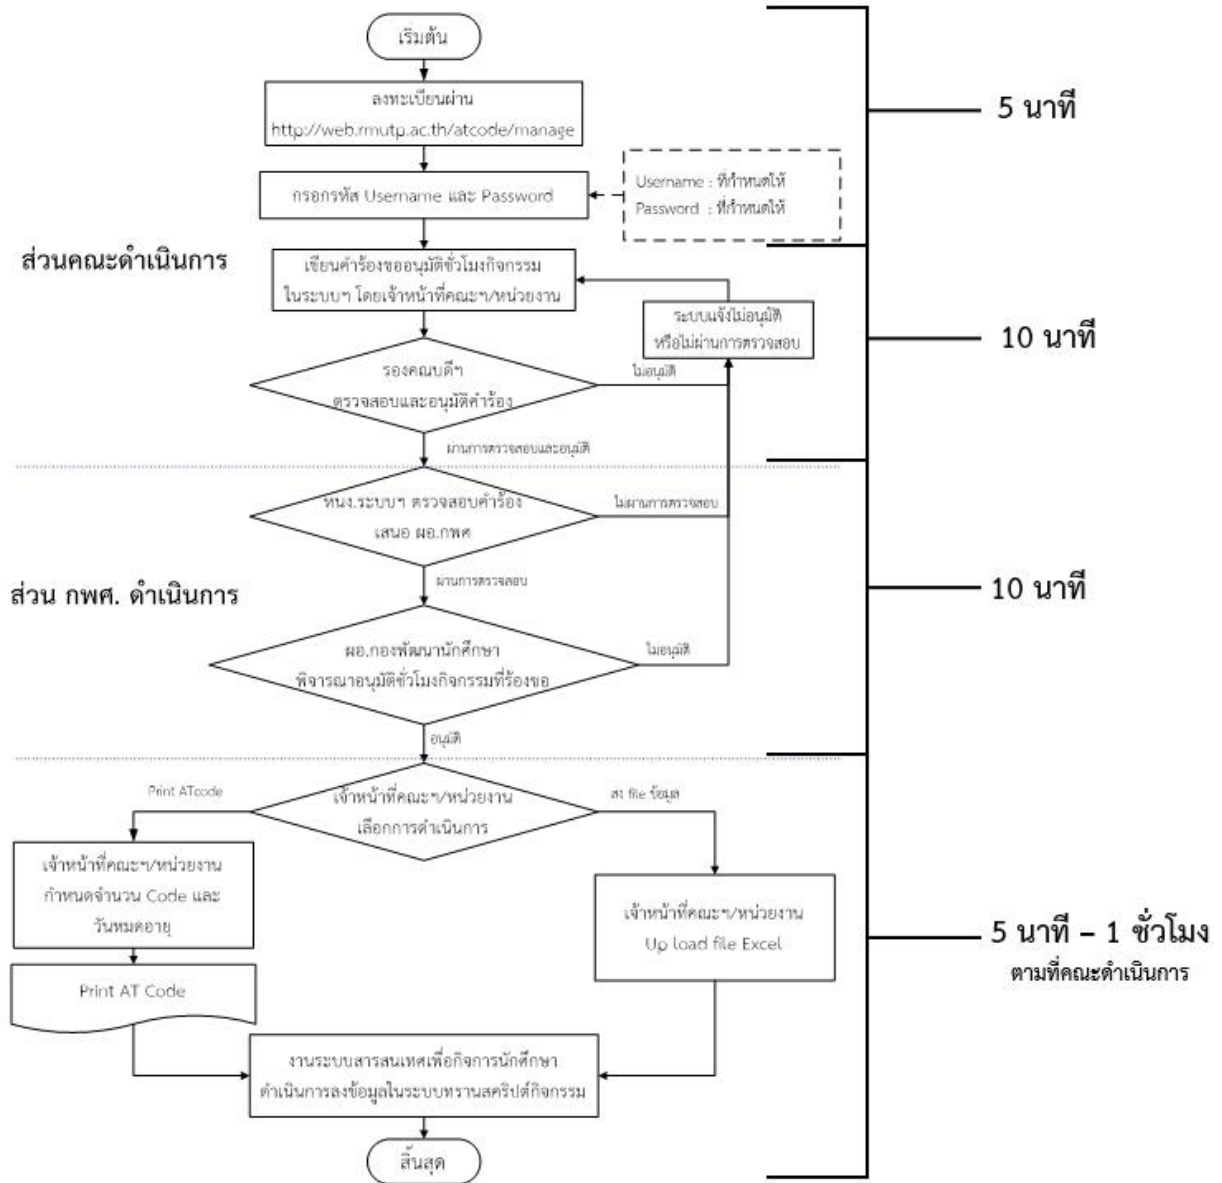 เริ่มต้น
ลงทะเบียนผ่าน
http://web.rmutp.ac.th/atcode/manage
5 นาที
กรอกรหัส Username และ Password
Username : ที่กำหนดให้
Password : ที่กำหนดให้
ส่วนคณะดำเนินการ
เขียนคำร้องขออนุมัติชั่วโมงกิจกรรม
ในระบบฯ โดยเจ้าหน้าที่คณะฯ/หน่วยงาน
ระบบแจ้งไม่อนุมัติ
หรือไม่ผ่านการตรวจสอบ
10 นาที
รองคณบดีฯ
ตรวจสอบและอนุมัติคำร้อง
ไม่อนุมัติ
ผ่านการตรวจสอบและอนุมัติ
หนง.ระบบฯ ตรวจสอบคำร้อง
เสนอ ผอ.กพศ
ไม่ผ่านการตรวจสอบ
ผ่านการตรวจสอบ
ส่วน กพศ. ดำเนินการ
10 นาที
ผอ.กองพัฒนานักศึกษา
พิจารณาอนุมัติชั่วโมงกิจกรรมที่ร้องขอ
ไม่อนุมัติ
อนุมัติ
Print ATcode
เจ้าหน้าที่คณะฯ/หน่วยงาน
เลือกการดำเนินการ
ส่ง file ข้อมูล
เจ้าหน้าที่คณะฯ/หน่วยงาน
กำหนดจำนวน Code และ
วันหมดอายุ
เจ้าหน้าที่คณะฯ/หน่วยงาน
Up load file Excel
5 นาที – 1 ชั่วโมง
ตามที่คณะดำเนินการ
Print AT Code
งานระบบสารสนเทศเพื่อกิจการนักศึกษา
ดำเนินการลงข้อมูลในระบบทรานสคริปต์กิจกรรม
สิ้นสุด